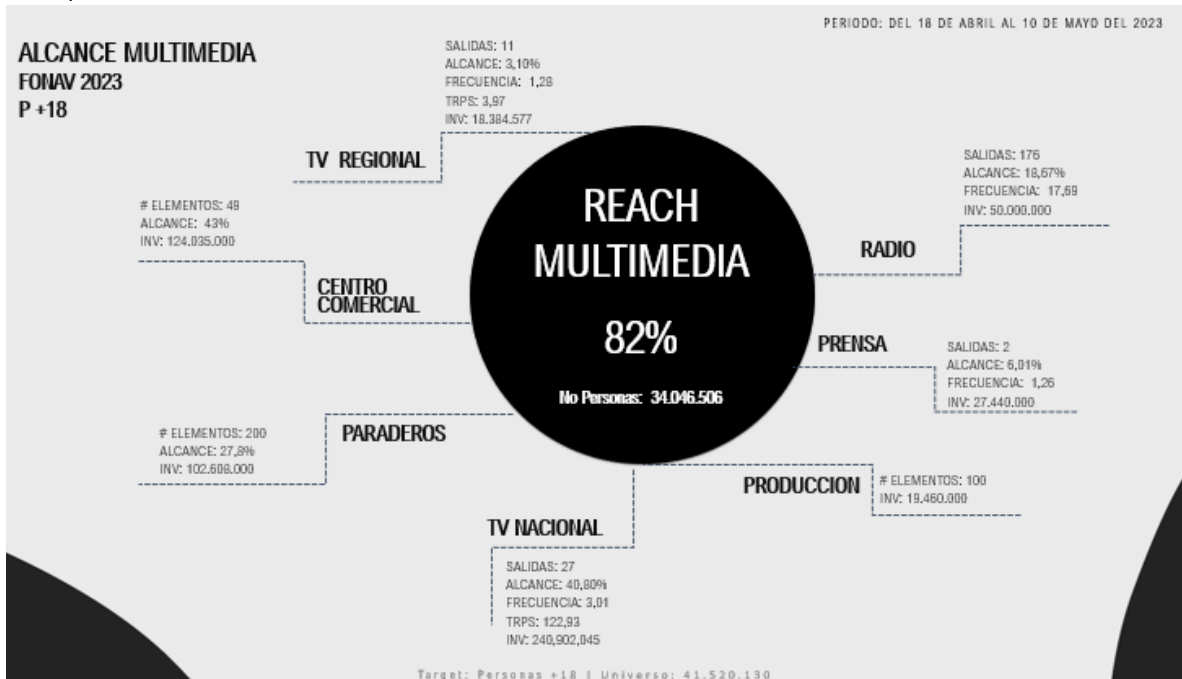 PERIODO: DEL 18 DE ABRIL AL 10 DE MAYO DEL 2023
ALCANCE MULTIMEDIA
FONAV 2023
P +18
SALIDAS: 11
ALCANCE: 3,10%
FRECUENCIA: 1,28
TRPS: 3,97
INV: 18.384.577
TV REGIONAL
# ELEMENTOS: 49
ALCANCE: 43%
INV: 124.035.000
CENTRO
COMERCIAL
REACH
MULTIMEDIA
82%
No Personas: 34.046.506
SALIDAS: 176
ALCANCE: 18,67%
FRECUENCIA: 17,69
INV: 50.000.000
RADIO
PRENSA
SALIDAS: 2
ALCANCE: 6,01%
FRECUENCIA: 1,26
INV: 27.440.000
# ELEMENTOS: 200
ALCANCE: 27,8%
INV: 102.608.000
PARADEROS
PRODUCCION
# ELEMENTOS: 100
INV: 19.460.000
TV NACIONAL
SALIDAS: 27
ALCANCE: 40,80%
FRECUENCIA: 3,01
TRPS: 122,93
INV: 240,902,045
Target: Personas +18 | Universo: 41.520.130